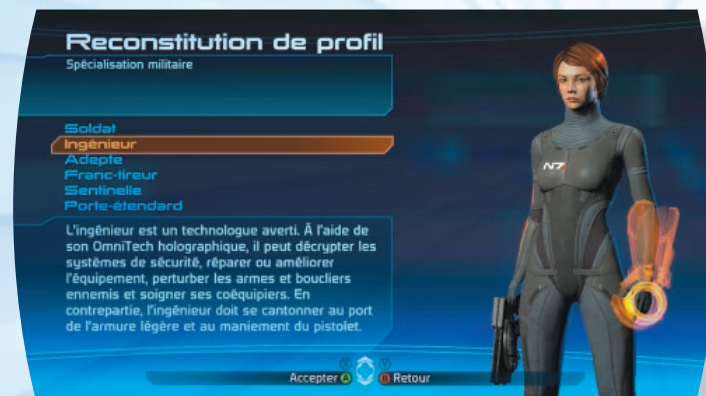 Reconstitution de profil
Spécialisation militaire
Soldat
Ingénieur
Adepte
Franc-tireur
Sentinelle
Porte-étendard
L'ingénieur est un technologue averti. À l'aide de
son OmniTech holographique, il peut décrypter les
systèmes de sécurité, réparer ou améliorer
l'équipement, perturber les armes et boucliers
ennemis et soigner ses coéquipiers. En
contrepartie, l'ingénieur doit se cantonner au port
de l'armure légère et au maniement du pistolet.
N7
X Y
Accepter A B Retour